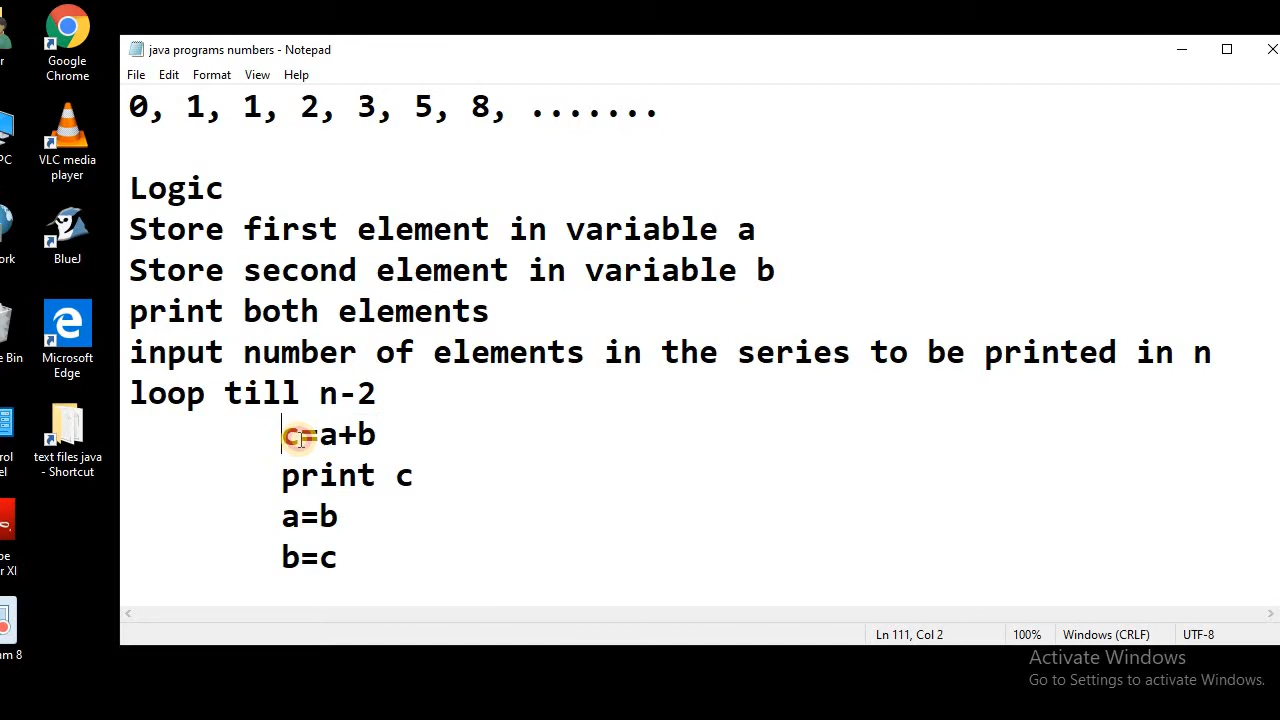 java programs numbers - Notepad
File Edit Format View Help
0, 1, 1, 2, 3, 5, 8, .......
Logic
Store first element in variable a
Store second element in variable b
print both elements
input number of elements in the series to be printed in n
loop till n-2
c=a+b
print c
a=b
b=c
Ln 111, Col 2 100% Windows (CRLF) UTF-8
Activate Windows
Go to Settings to activate Windows.
Google
Chrome
VLC media
player
BlueJ
Microsoft
Edge
text files java
- Shortcut
PC
Bin